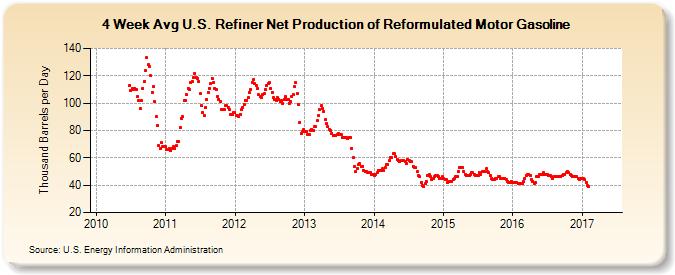 4 Week Avg U.S. Refiner Net Production of Reformulated Motor Gasoline
Thousand Barrels per Day
140
120
100
80
60
40
20
2010 2011 2012 2013 2014 2015 2016 2017
Source: U.S. Energy Information Administration